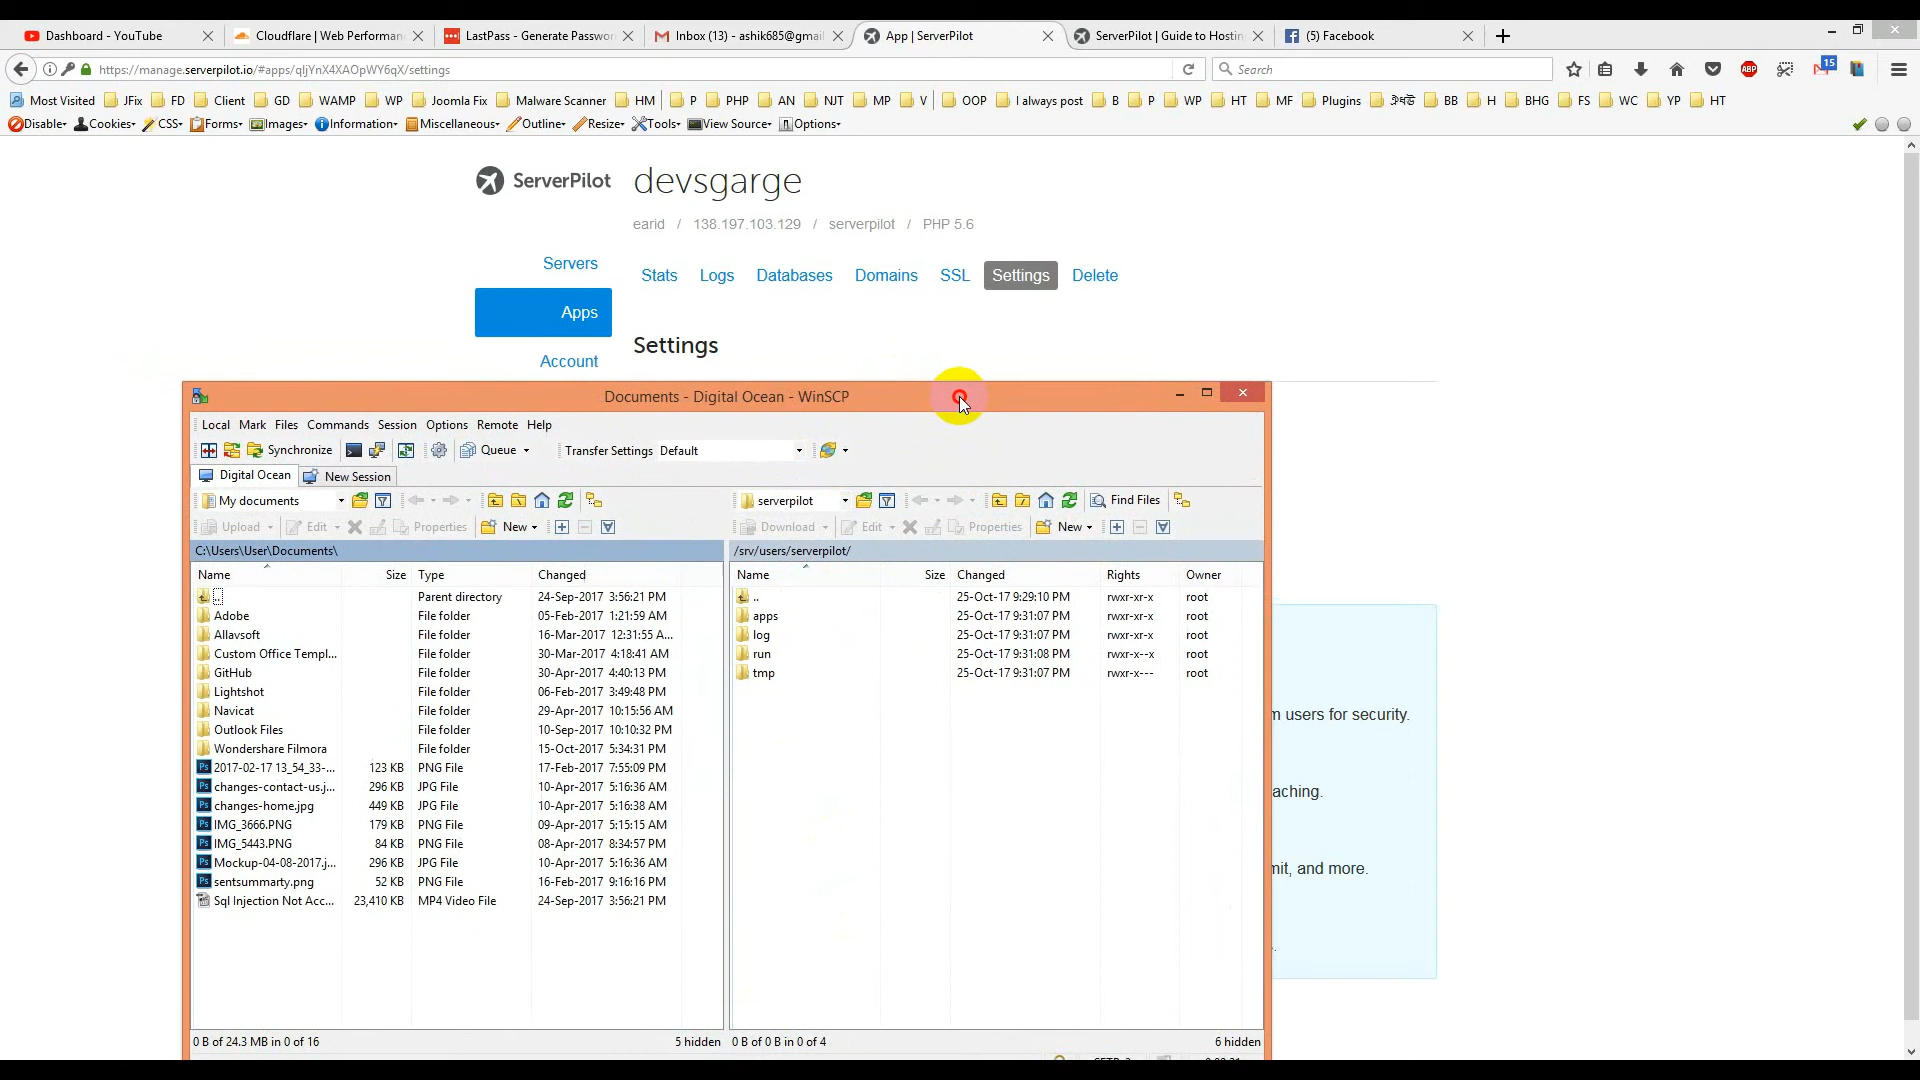 Dashboard - YouTube
Cloudflare | Web Performan
LastPass - Generate Passwor
Inbox (13) - ashik685@gmai
App | ServerPilot
ServerPilot | Guide to Hostin
(5) Facebook
https://manage.serverpilot.io/#apps/qljYnX4XAOpWY6qX/settings
Search
ABP
15
Most Visited JFix FD Client GD WAMP WP Joomla Fix Malware Scanner HM P PHP AN NJT MP V OOP I always post B P WP HT MF Plugins BB H BHG FS WC YP HT
Disable Cookies CSS Forms Images Information Miscellaneous Outline Resize Tools View Source Options
ServerPilot
devsgarge
earid / 138.197.103.129 / serverpilot / PHP 5.6
Servers
Apps
Account
Stats Logs Databases Domains SSL Settings Delete
Settings
Documents - Digital Ocean - WinSCP
Local Mark Files Commands Session Options Remote Help
Synchronize Queue Transfer Settings Default
Digital Ocean New Session
My documents
serverpilot Find Files
Upload Edit Properties New
Download Edit Properties New
C:\Users\User\Documents\
/srv/users/serverpilot/
Name Size Type Changed
.. Parent directory 24-Sep-2017 3:56:21 PM
Adobe File folder 05-Feb-2017 1:21:59 AM
Allavsoft File folder 16-Mar-2017 12:31:55 A...
Custom Office Templ... File folder 30-Mar-2017 4:18:41 AM
GitHub File folder 30-Apr-2017 4:40:13 PM
Lightshot File folder 06-Feb-2017 3:49:48 PM
Navicat File folder 29-Apr-2017 10:15:56 AM
Outlook Files File folder 10-Sep-2017 10:10:32 PM
Wondershare Filmora File folder 15-Oct-2017 5:34:31 PM
2017-02-17 13_54_33-... 123 KB PNG File 17-Feb-2017 7:55:09 PM
changes-contact-us.j... 296 KB JPG File 10-Apr-2017 5:16:36 AM
changes-home.jpg 449 KB JPG File 10-Apr-2017 5:16:38 AM
IMG_3666.PNG 179 KB PNG File 09-Apr-2017 5:15:15 AM
IMG_5443.PNG 84 KB PNG File 08-Apr-2017 8:34:57 PM
Mockup-04-08-2017.j... 296 KB JPG File 10-Apr-2017 5:16:36 AM
sentsummarty.png 52 KB PNG File 16-Feb-2017 9:16:16 PM
Sql Injection Not Acc... 23,410 KB MP4 Video File 24-Sep-2017 3:56:21 PM
Name Size Changed Rights Owner
.. 25-Oct-17 9:29:10 PM rwxr-xr-x root
apps 25-Oct-17 9:31:07 PM rwxr-xr-x root
log 25-Oct-17 9:31:07 PM rwxr-xr-x root
run 25-Oct-17 9:31:08 PM rwxr-x--x root
tmp 25-Oct-17 9:31:07 PM rwxr-x--- root
0 B of 24.3 MB in 0 of 16 5 hidden
0 B of 0 B in 0 of 4 6 hidden
m users for security.
aching.
mit, and more.